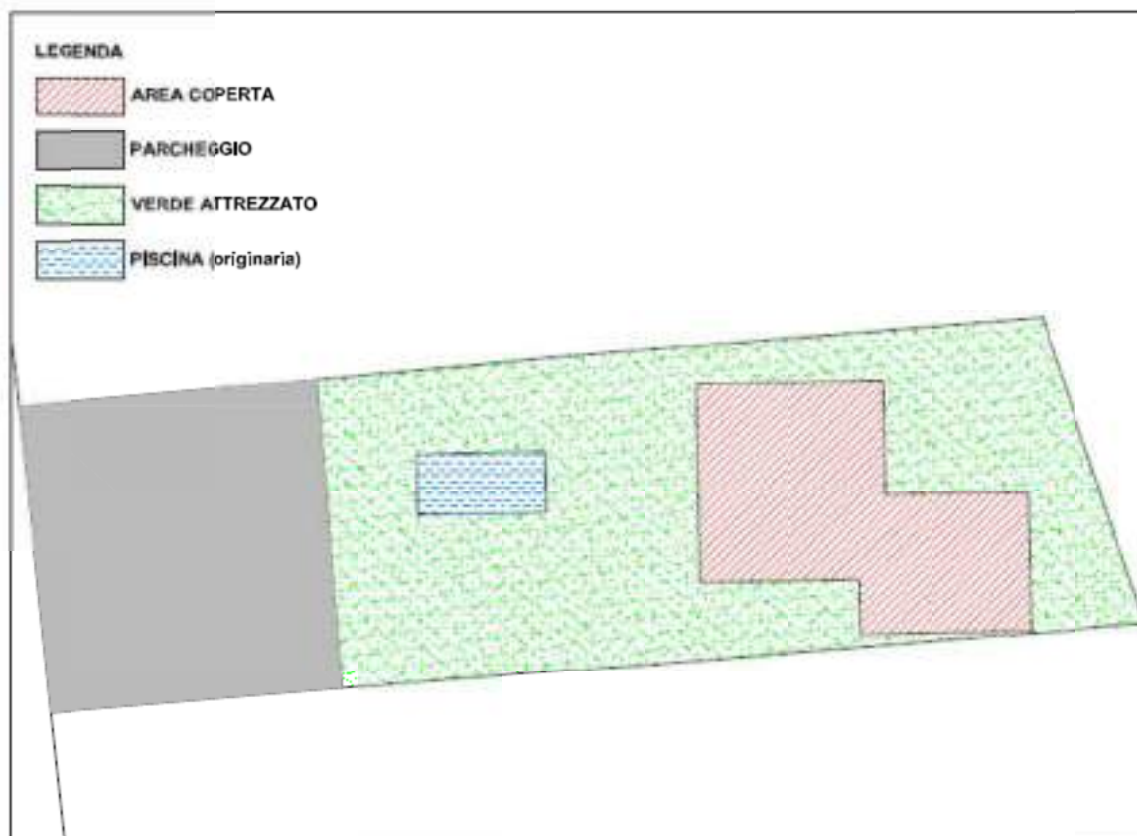 LEGENDA
AREA COPERTA
PARCHEGGIO
VERDE ATTREZZATO
PISCINA (originaria)